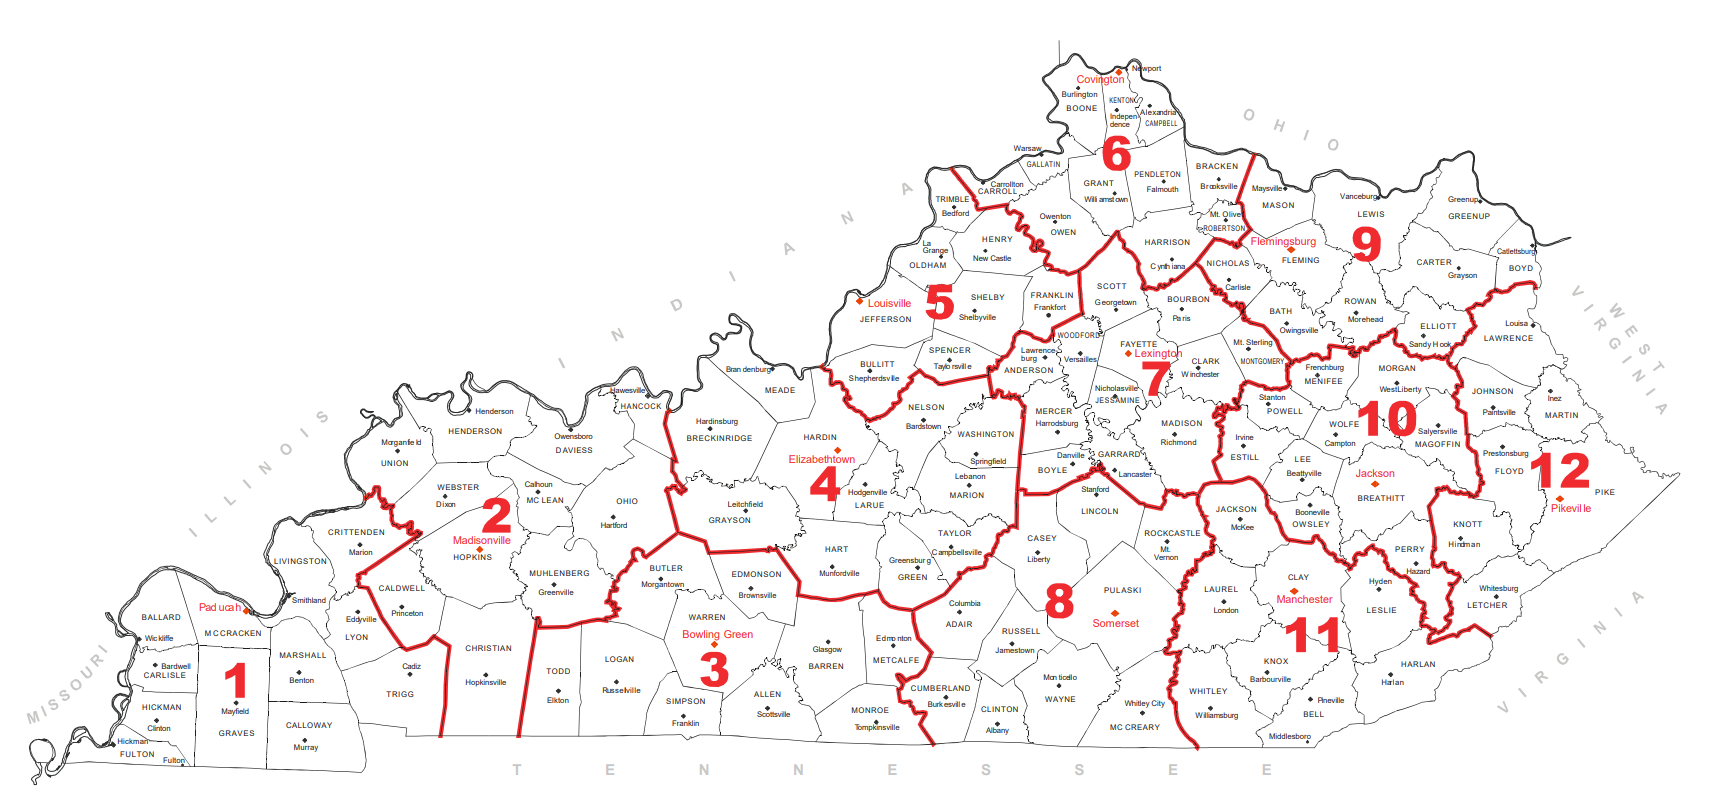 Newport
Covington
Burlington
BOONE
KENTON
Indepen
dence
Alexandria
CAMPBELL
OHIO
6
Warsaw
GALLATIN
Carrollton
CARROLL
GRANT
Williamstown
PENDLETON
Falmouth
BRACKEN
Brooksville
Mt. Olive
ROBERTSON
Owenton
OWEN
HARRISON
Cynthiana
Maysville
MASON
Vanceburg
LEWIS
Greenup
GREENUP
9
Flemingsburg
FLEMING
Catlettsburg
BOYD
CARTER
Grayson
NICHOLAS
Carlisle
BATH
Owingsville
ROWAN
Morehead
ELLIOTT
Sandy Hook
INDIANA
TRIMBLE
Bedford
HENRY
New Castle
La
Grange
OLDHAM
5
Louisville
JEFFERSON
SHELBY
Shelbyville
FRANKLIN
Frankfort
BULLITT
Shepherdsville
SPENCER
Taylorsville
SCOTT
Georgetown
BOURBON
Paris
WOODFORD
Versailles
FAYETTE
Lexington
7
CLARK
Winchester
Mt. Sterling
MONTGOMERY
Lawrence
burg
ANDERSON
Nicholasville
JESSAMINE
MERCER
Harrodsburg
MADISON
Richmond
Danville
BOYLE
GARRARD
Lancaster
Louisa
LAWRENCE
WEST
VIRGINIA
Frenchburg
MENIFEE
MORGAN
WestLiberty
Stanton
POWELL
WOLFE
Campton
10
Salyersville
MAGOFFIN
Irvine
ESTILL
LEE
Beattyville
Jackson
BREATHITT
Booneville
OWSLEY
JOHNSON
Paintsville
Inez
MARTIN
Prestonsburg
FLOYD
12
PIKE
Pikeville
KNOTT
Hindman
Whitesburg
LETCHER
Brandenburg
MEADE
Hardinsburg
BRECKINRIDGE
HARDIN
Elizabethtown
4
NELSON
Bardstown
WASHINGTON
Springfield
Lebanon
MARION
Hodgenville
LARUE
Leitchfield
GRAYSON
HART
Munfordville
TAYLOR
Campbellsville
Greensburg
GREEN
Hawesville
HANCOCK
Owensboro
DAVIESS
Henderson
HENDERSON
Morganfield
UNION
WEBSTER
Dixon
Calhoun
MC LEAN
OHIO
Hartford
2
Madisonville
HOPKINS
MUHLENBERG
Greenville
CALDWELL
Princeton
CHRISTIAN
Hopkinsville
ILLINOIS
CRITTENDEN
Marion
LIVINGSTON
Smithland
Paducah
MC CRACKEN
BALLARD
Wickliffe
Bardwell
CARLISLE
MISSOURI
HICKMAN
Clinton
Hickman
FULTON
Fulton
1
Mayfield
GRAVES
MARSHALL
Benton
CALLOWAY
Murray
Eddyville
LYON
Cadiz
TRIGG
BUTLER
Morgantown
EDMONSON
Brownsville
WARREN
Bowling Green
3
TODD
Elkton
LOGAN
Russellville
SIMPSON
Franklin
ALLEN
Scottsville
Glasgow
BARREN
Edmonton
METCALFE
MONROE
Tompkinsville
CASEY
Liberty
Stanford
LINCOLN
ROCKCASTLE
Mt.
Vernon
8
PULASKI
Somerset
Columbia
ADAIR
RUSSELL
Jamestown
CUMBERLAND
Burkesville
CLINTON
Albany
Monticello
WAYNE
Whitley City
MC CREARY
JACKSON
McKee
LAUREL
London
CLAY
Manchester
11
PERRY
Hazard
Hyden
LESLIE
KNOX
Barbourville
WHITLEY
Williamsburg
Pineville
BELL
Middlesboro
HARLAN
Harlan
VIRGINIA
TENNESSEE